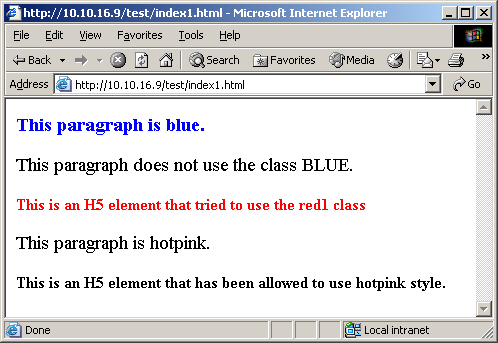 http://10.10.16.9/test/index1.html - Microsoft Internet Explorer
File Edit View Favorites Tools Help
Back Search Favorites Media »
Address http://10.10.16.9/test/index1.html Go
This paragraph is blue.
This paragraph does not use the class BLUE.
This is an H5 element that tried to use the red1 class
This paragraph is hotpink.
This is an H5 element that has been allowed to use hotpink style.
Done Local intranet